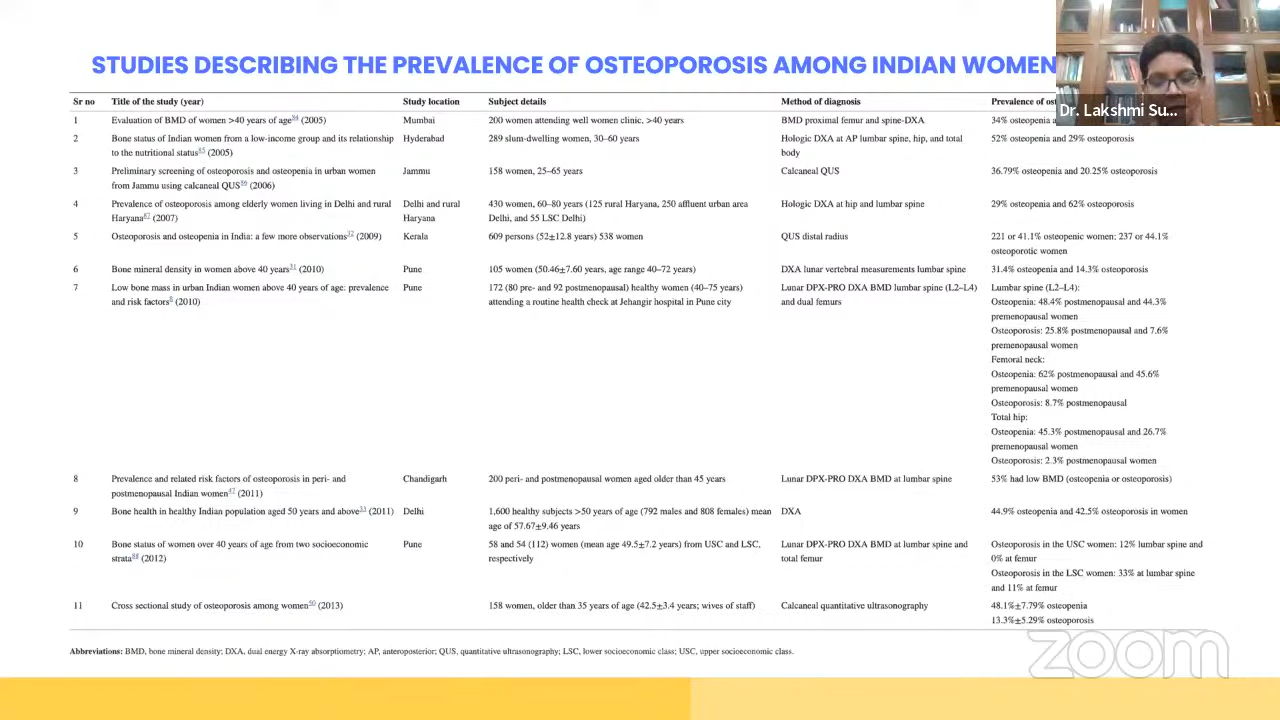 STUDIES DESCRIBING THE PREVALENCE OF OSTEOPOROSIS AMONG INDIAN WOMEN
Dr. Lakshmi Su...
Sr no Title of the study (year) Study location Subject details Method of diagnosis Prevalence of
1 Evaluation of BMD of women >40 years of age84 (2005) Mumbai 200 women attending well women clinic, >40 years BMD proximal femur and spine-DXA 34% osteopenia
2 Bone status of Indian women from a low-income group and its relationship Hyderabad 289 slum-dwelling women, 30–60 years Hologic DXA at AP lumbar spine, hip, and total 52% osteopenia and 29% osteoporosis
to the nutritional status85 (2005) body
3 Preliminary screening of osteoporosis and osteopenia in urban women Jammu 158 women, 25–65 years Calcaneal QUS 36.79% osteopenia and 20.25% osteoporosis
from Jammu using calcaneal QUS86 (2006)
4 Prevalence of osteoporosis among elderly women living in Delhi and rural Delhi and rural 430 women, 60–80 years (125 rural Haryana, 250 affluent urban area Hologic DXA at hip and lumbar spine 29% osteopenia and 62% osteoporosis
Haryana87 (2007) Haryana Delhi, and 55 LSC Delhi)
5 Osteoporosis and osteopenia in India: a few more observations32 (2009) Kerala 609 persons (52±12.8 years) 538 women QUS distal radius 221 or 41.1% osteopenic women; 237 or 44.1%
osteoporotic women
6 Bone mineral density in women above 40 years31 (2010) Pune 105 women (50.46±7.60 years, age range 40–72 years) DXA lunar vertebral measurements lumbar spine 31.4% osteopenia and 14.3% osteoporosis
7 Low bone mass in urban Indian women above 40 years of age: prevalence Pune 172 (80 pre- and 92 postmenopausal) healthy women (40–75 years) Lunar DPX-PRO DXA BMD lumbar spine (L2–L4) Lumbar spine (L2–L4):
and risk factors8 (2010) attending a routine health check at Jehangir hospital in Pune city and dual femurs Osteopenia: 48.4% postmenopausal and 44.3%
premenopausal women
Osteoporosis: 25.8% postmenopausal and 7.6%
premenopausal women
Femoral neck:
Osteopenia: 62% postmenopausal and 45.6%
premenopausal women
Osteoporosis: 8.7% postmenopausal
Total hip:
Osteopenia: 45.3% postmenopausal and 26.7%
premenopausal women
Osteoporosis: 2.3% postmenopausal women
8 Prevalence and related risk factors of osteoporosis in peri- and Chandigarh 200 peri- and postmenopausal women aged older than 45 years Lunar DPX-PRO DXA BMD at lumbar spine 53% had low BMD (osteopenia or osteoporosis)
postmenopausal Indian women47 (2011)
9 Bone health in healthy Indian population aged 50 years and above33 (2011) Delhi 1,600 healthy subjects >50 years of age (792 males and 808 females) mean DXA 44.9% osteopenia and 42.5% osteoporosis in women
age of 57.67±9.46 years
10 Bone status of women over 40 years of age from two socioeconomic Pune 58 and 54 (112) women (mean age 49.5±7.2 years) from USC and LSC, Lunar DPX-PRO DXA BMD at lumbar spine and Osteoporosis in the USC women: 12% lumbar spine and
strata88 (2012) respectively total femur 0% at femur
Osteoporosis in the LSC women: 33% at lumbar spine
and 11% at femur
11 Cross sectional study of osteoporosis among women50 (2013) 158 women, older than 35 years of age (42.5±3.4 years; wives of staff) Calcaneal quantitative ultrasonography 48.1%±7.79% osteopenia
13.3%±5.29% osteoporosis
Abbreviations: BMD, bone mineral density; DXA, dual energy X-ray absorptiometry; AP, anteroposterior; QUS, quantitative ultrasonography; LSC, lower socioeconomic class; USC, upper socioeconomic class.
zoom